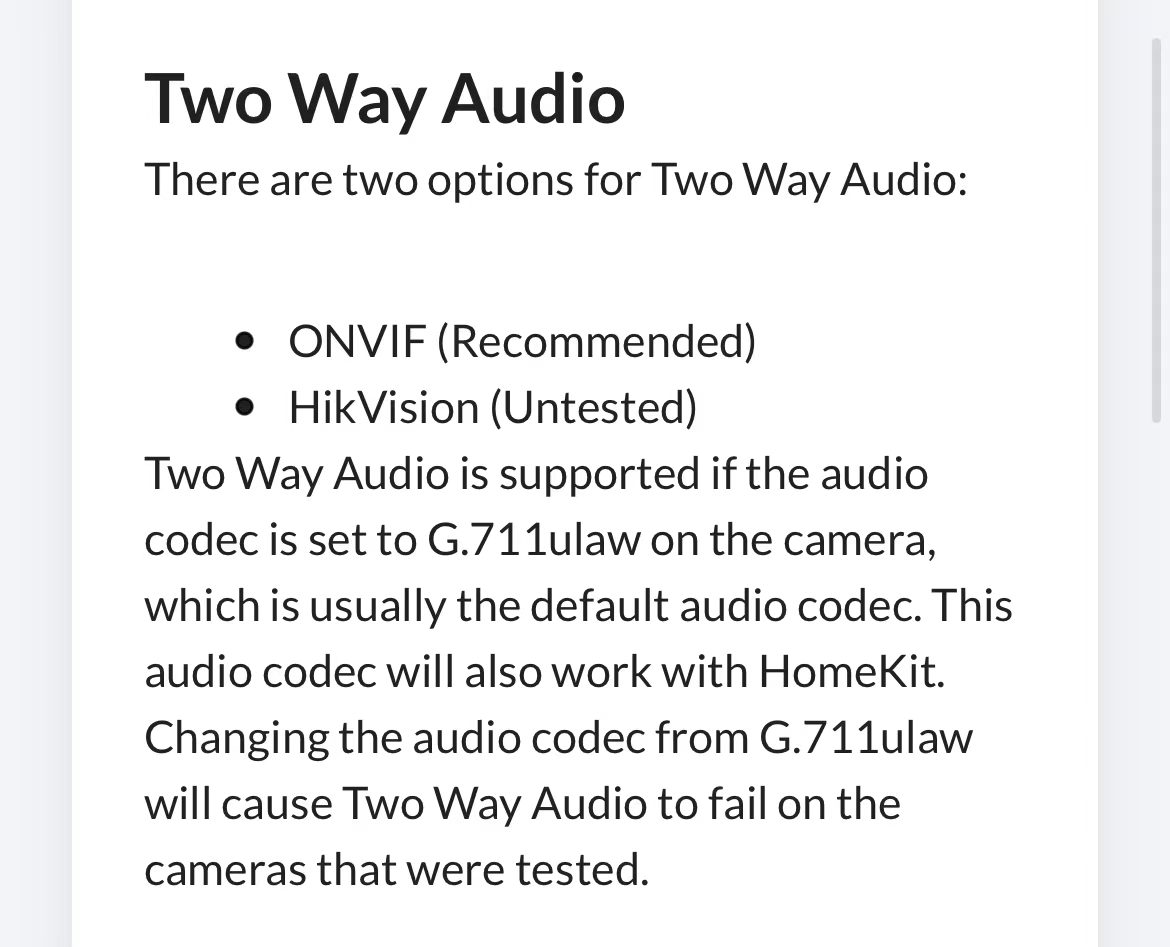 Two Way Audio
There are two options for Two Way Audio:
• ONVIF (Recommended)
• HikVision (Untested)
Two Way Audio is supported if the audio
codec is set to G.711ulaw on the camera,
which is usually the default audio codec. This
audio codec will also work with HomeKit.
Changing the audio codec from G.711ulaw
will cause Two Way Audio to fail on the
cameras that were tested.